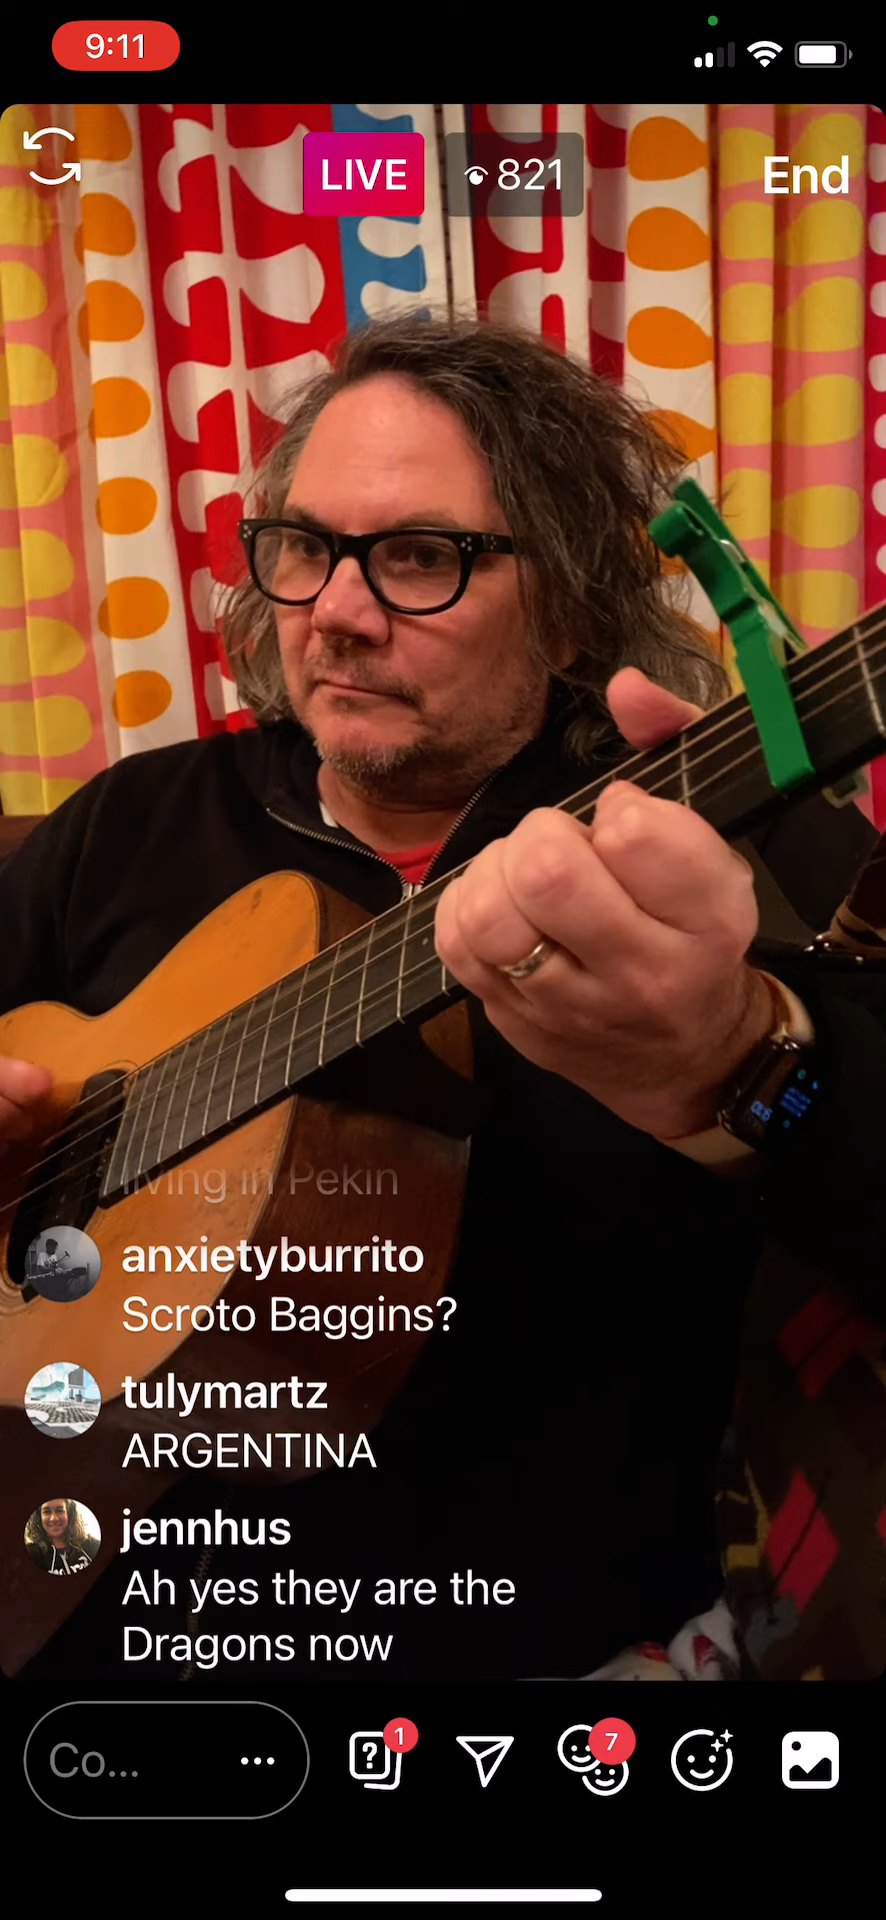 9:11
LIVE
821
End
living in Pekin
anxietyburrito
Scroto Baggins?
tulymartz
ARGENTINA
jennhus
Ah yes they are the
Dragons now
Co...
1
7